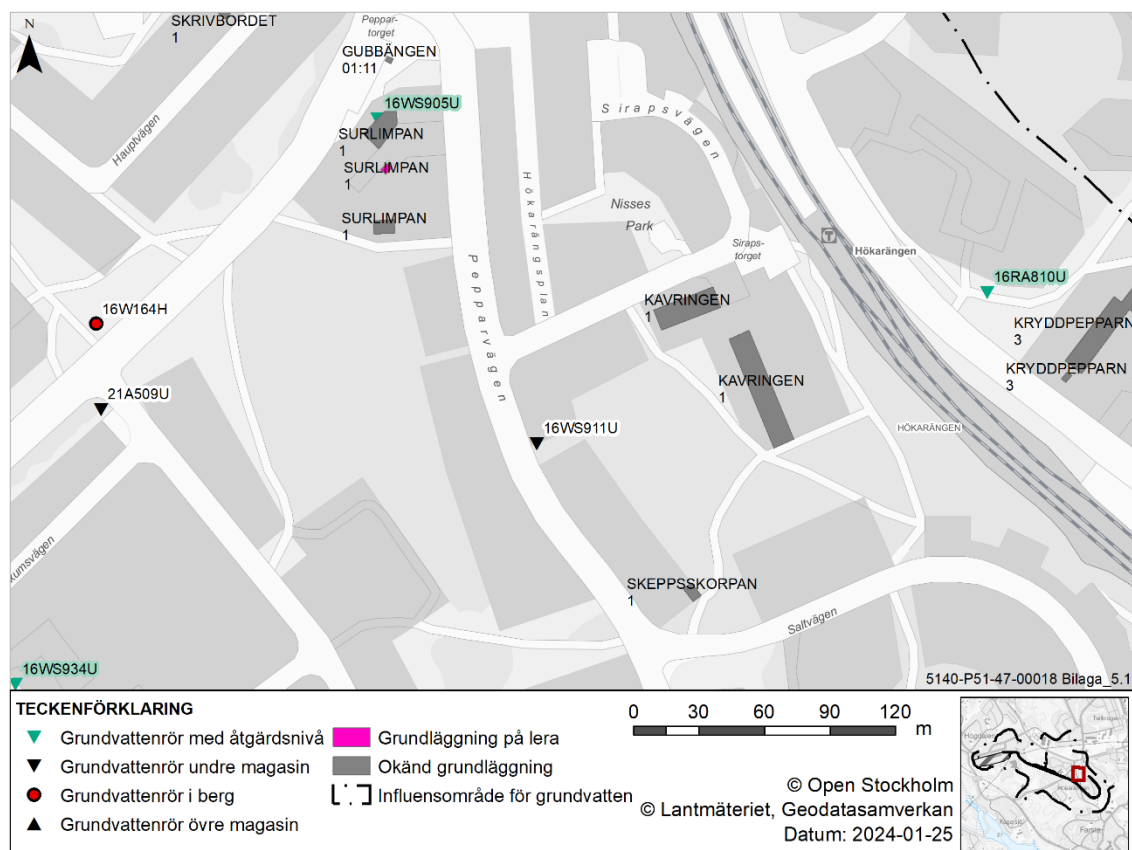 SKRIVBORDET
1
Peppar-
torget
N
GUBBÄNGEN
01:11
16WS905U
Hauptvägen
SURLIMPAN
1
SURLIMPAN
1
SURLIMPAN
1
Sirapsvägen
Hökarängsplan
Nisses
Park
Siraps-
torget
T
Hökarängen
Pepparvägen
16RA810U
16W164H
KAVRINGEN
1
KRYDDPEPPARN
3
KRYDDPEPPARN
3
21A509U
KAVRINGEN
1
16WS911U
HÖKARÄNGEN
kumsvägen
SKEPPSSKORPAN
1
Saltvägen
16WS934U
5140-P51-47-00018 Bilaga_5.1
TECKENFÖRKLARING
Grundvattenrör med åtgärdsnivå
Grundvattenrör undre magasin
Grundvattenrör i berg
Grundvattenrör övre magasin
Grundläggning på lera
Okänd grundläggning
Influensområde för grundvatten
0 30 60 90 120
m
© Open Stockholm
© Lantmäteriet, Geodatasamverkan
Datum: 2024-01-25
Hökarängen
Farsta